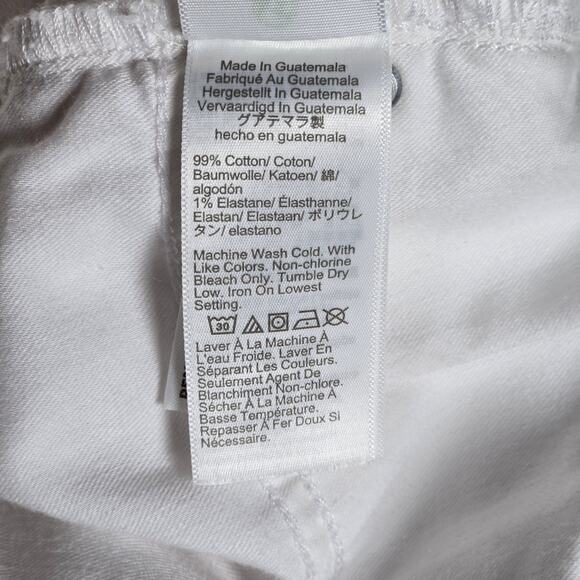 Made In Guatemala
Fabriqué Au Guatemala
Hergestellt In Guatemala
Vervaardigd In Guatemala
グアテマラ製
hecho en guatemala
99% Cotton/ Coton/
Baumwolle/ Katoen/ 綿/
algodón
1% Elastane/ Élasthanne/
Elastan/ Elastaan/ ポリウレ
タン/ elastano
Machine Wash Cold. With
Like Colors. Non-chlorine
Bleach Only. Tumble Dry
Low. Iron On Lowest
Setting.
30
Laver À La Machine À
L'eau Froide. Laver En
Séparant Les Couleurs.
Seulement Agent De
Blanchiment Non-chlore.
Sécher À La Machine À
Basse Température.
Repasser À Fer Doux Si
Nécessaire.